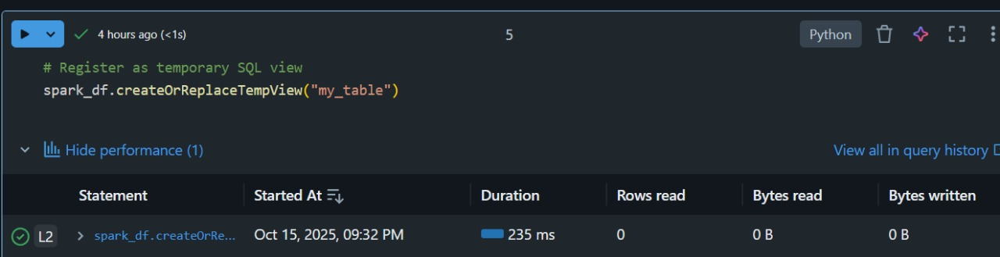 4 hours ago (<1s) 5 Python
# Register as temporary SQL view
spark_df.createOrReplaceTempView("my_table")
Hide performance (1) View all in query history
Statement Started At Duration Rows read Bytes read Bytes written
L2 spark_df.createOrRe... Oct 15, 2025, 09:32 PM 235 ms 0 0 B 0 B